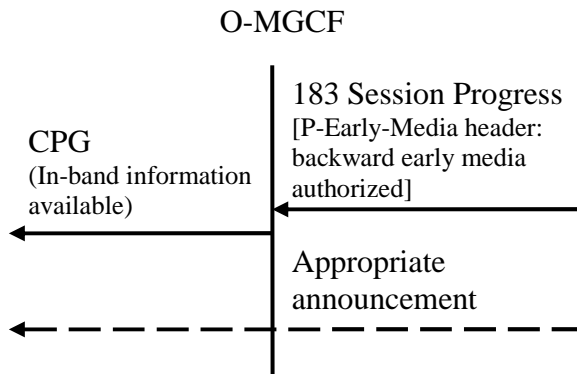 O-MGCF
183 Session Progress
[P-Early-Media header:
backward early media
authorized]
CPG
(In-band information
available)
Appropriate
announcement